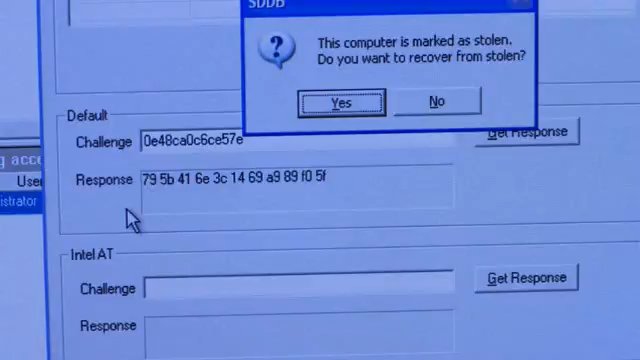 SDDB
This computer is marked as stolen.
Do you want to recover from stolen?
Yes No
Default
Challenge 0e48ca0c6ce57e Get Response
Response 79 5b 41 6e 3c 14 69 a9 89 f0 5f
User
istrator
Intel AT
Challenge Get Response
Response